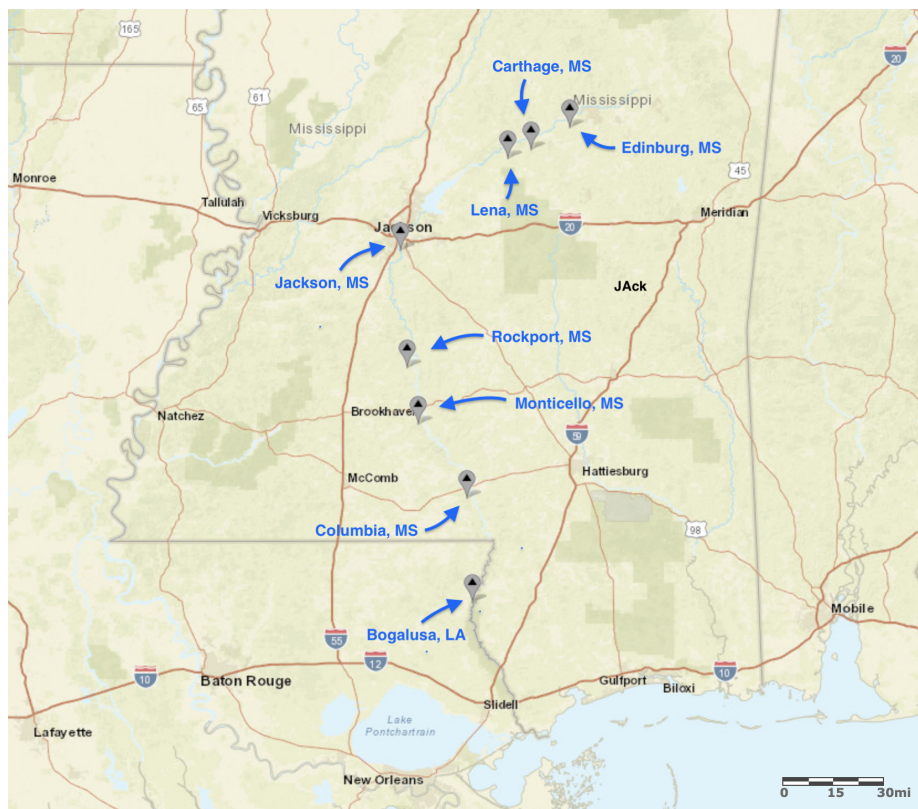 165
20
Carthage, MS
65
61
Mississippi
Mississippi
Edinburg, MS
45
Monroe
Tallulah
Vicksburg
Lena, MS
Meridian
Jackson
20
Jackson, MS
JAck
Rockport, MS
Monticello, MS
Natchez
Brookhaven
59
McComb
Hattiesburg
Columbia, MS
98
Mobile
Bogalusa, LA
55
12
10
Baton Rouge
Gulfport
10
Biloxi
Slidell
Lafayette
Lake
Pontchartrain
New Orleans
0 15 30mi